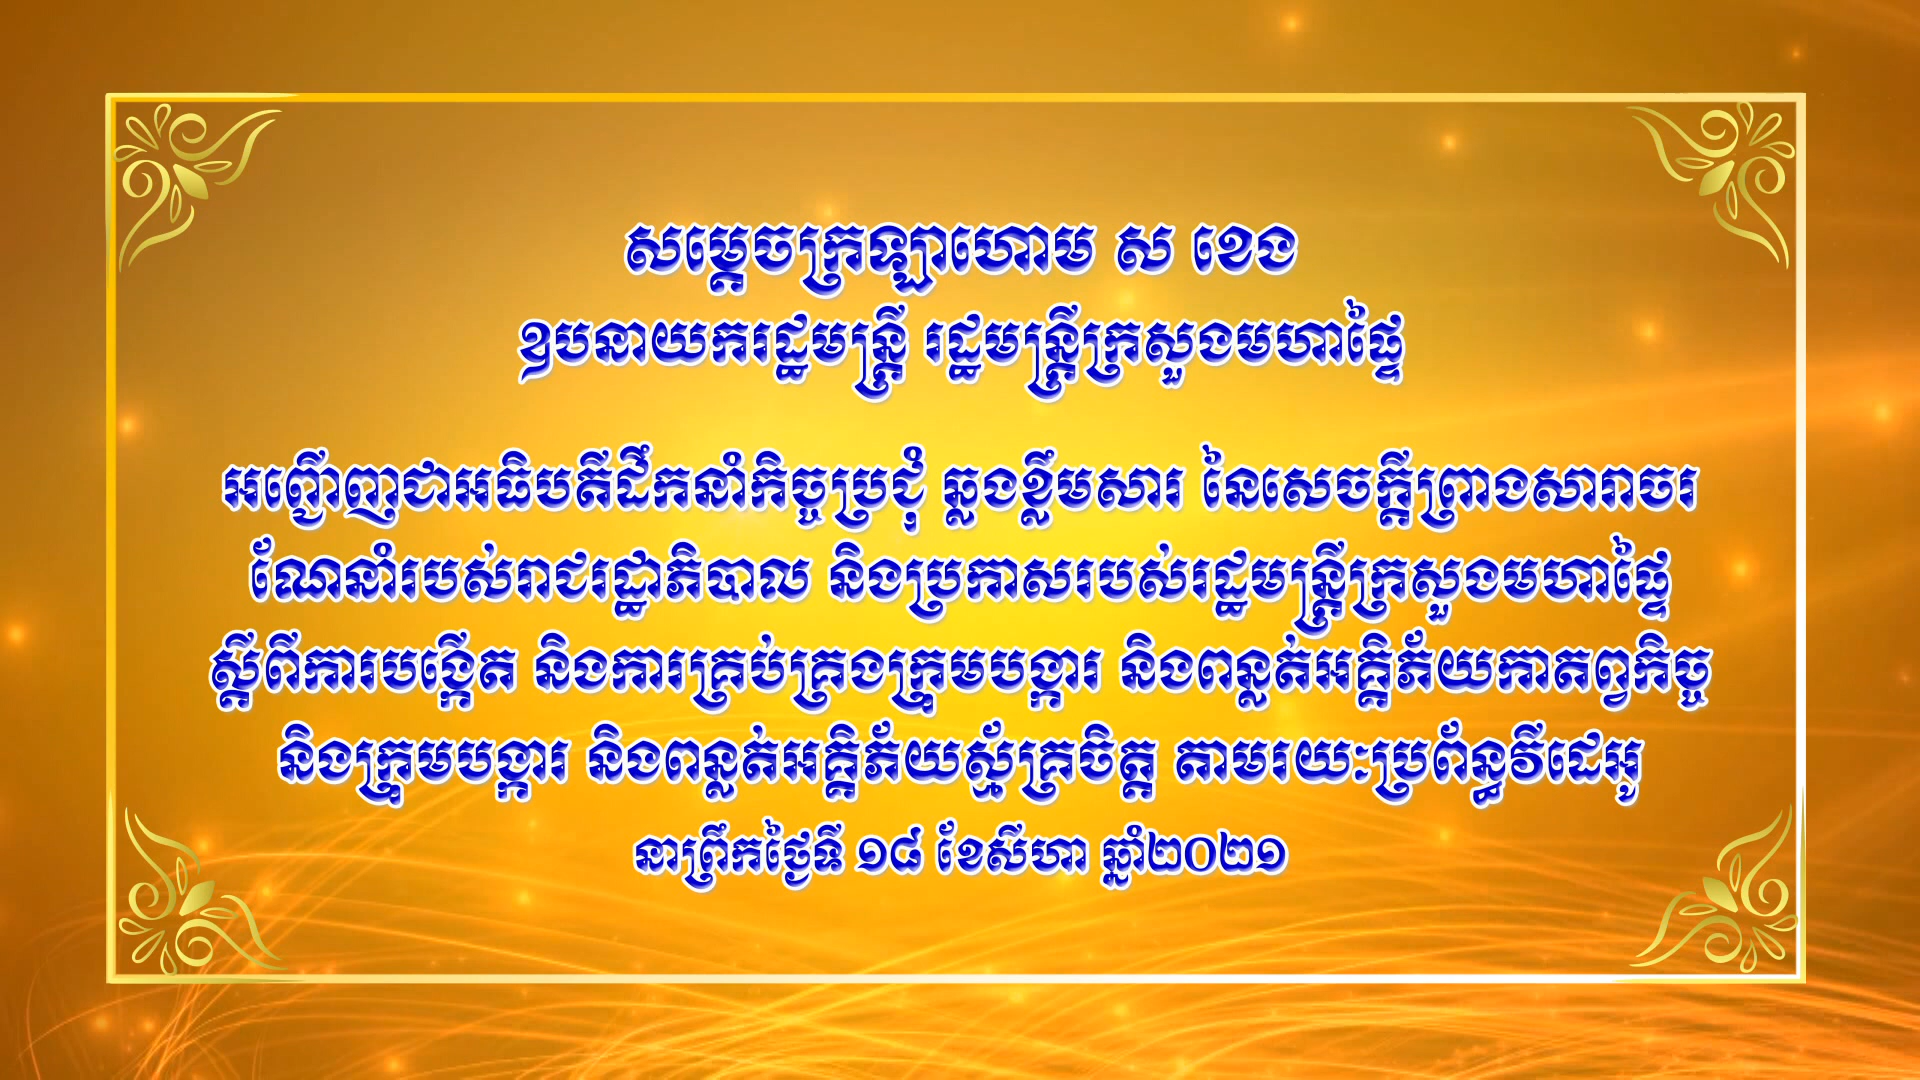 សម្តេចក្រឡាហោម ស ខេង
ឧបនាយករដ្ឋមន្ត្រី រដ្ឋមន្ត្រីក្រសួងមហាផ្ទៃ
អញ្ជើញជាអធិបតីដឹកនាំកិច្ចប្រជុំ ឆ្លងខ្លឹមសារ នៃសេចក្តីព្រាងសារាចរ
ណែនាំរបស់រាជរដ្ឋាភិបាល និងប្រកាសរបស់រដ្ឋមន្ត្រីក្រសួងមហាផ្ទៃ
ស្តីពីការបង្កើត និងការគ្រប់គ្រងក្រុមបង្ការ និងពន្លត់អគ្គិភ័យកាតព្វកិច្ច
និងក្រុមបង្ការ និងពន្លត់អគ្គិភ័យស្ម័គ្រចិត្ត តាមរយៈប្រព័ន្ធវីដេអូ
នាព្រឹកថ្ងៃទី ១៨ ខែសីហា ឆ្នាំ២០២១